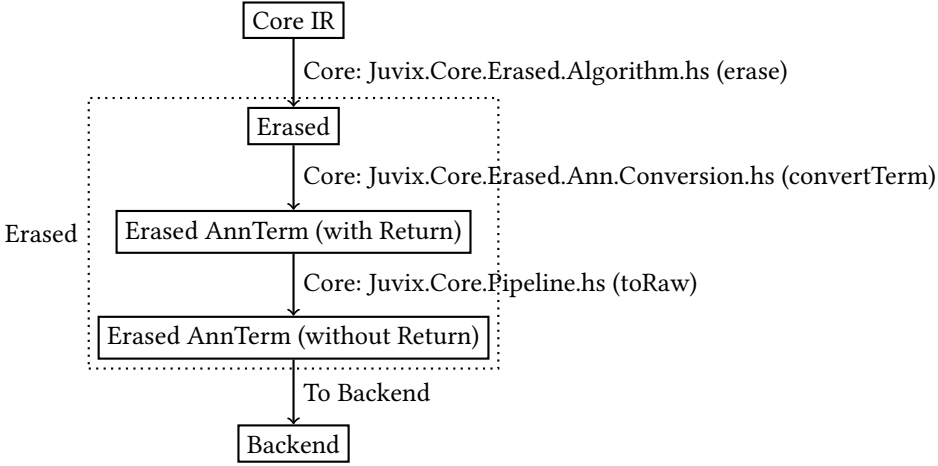 Core IR
Core: Juvix.Core.Erased.Algorithm.hs (erase)
Erased
Core: Juvix.Core.Erased.Ann.Conversion.hs (convertTerm)
Erased
Erased AnnTerm (with Return)
Core: Juvix.Core.Pipeline.hs (toRaw)
Erased AnnTerm (without Return)
To Backend
Backend